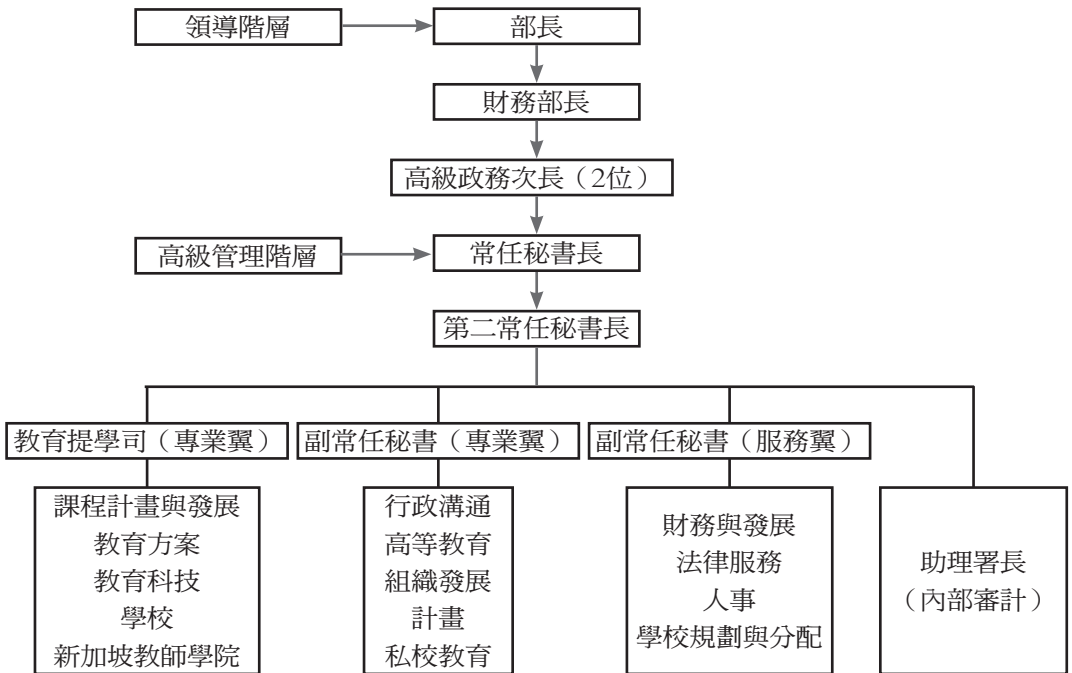 領導階層
部長
財務部長
高級政務次長（2位）
高級管理階層
常任秘書長
第二常任秘書長
教育提學司（專業翼）
副常任秘書（專業翼）
副常任秘書（服務翼）
課程計畫與發展
教育方案
教育科技
學校
新加坡教師學院
行政溝通
高等教育
組織發展
計畫
私校教育
財務與發展
法律服務
人事
學校規劃與分配
助理署長
（內部審計）